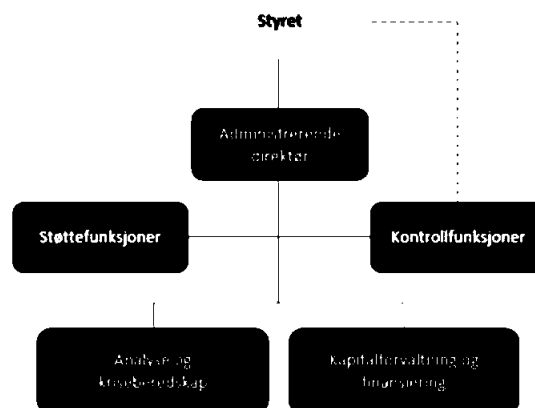 Styret
Administrerende
direktør
Støttefunksjoner
Kontrollfunksjoner
Analyse og
kriseberedskap
Kapitalforvaltning og
finansiering